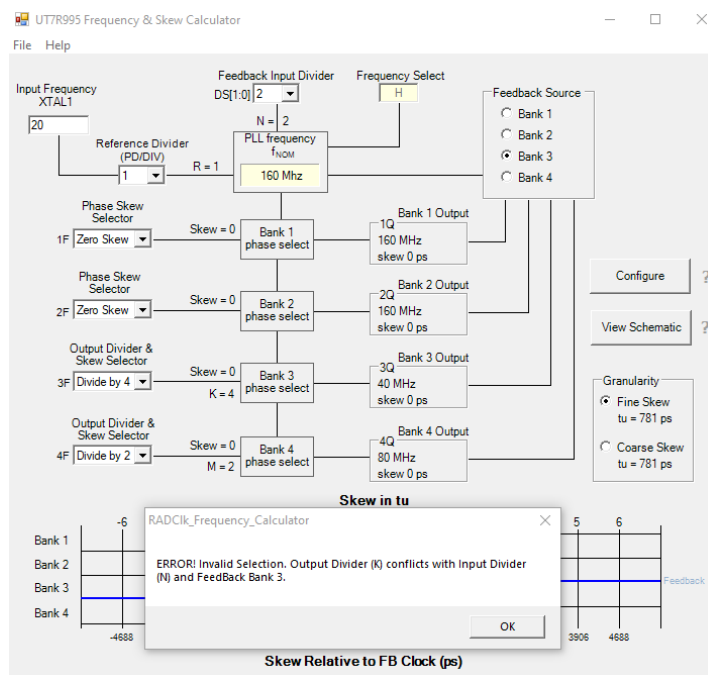 UT7R995 Frequency & Skew Calculator
File Help
Feedback Input Divider
DS[1:0] 2
N = 2
Frequency Select
H
Input Frequency
XTAL1
20
Reference Divider
(PD/DIV)
1
R = 1
PLL frequency
fNOM
160 Mhz
Feedback Source
Bank 1
Bank 2
Bank 3
Bank 4
Phase Skew
Selector
1F Zero Skew
Skew = 0
Bank 1
phase select
Bank 1 Output
1Q
160 MHz
skew 0 ps
Phase Skew
Selector
2F Zero Skew
Skew = 0
Bank 2
phase select
Bank 2 Output
2Q
160 MHz
skew 0 ps
Configure ?
View Schematic ?
Output Divider &
Skew Selector
3F Divide by 4
Skew = 0
K = 4
Bank 3
phase select
Bank 3 Output
3Q
40 MHz
skew 0 ps
Output Divider &
Skew Selector
4F Divide by 2
Skew = 0
M = 2
Bank 4
phase select
Bank 4 Output
4Q
80 MHz
skew 0 ps
Granularity
Fine Skew
tu = 781 ps
Coarse Skew
tu = 781 ps
Skew in tu
-6 5 6
Bank 1
Bank 2
Bank 3
Bank 4
Feedback
-4688 3906 4688
Skew Relative to FB Clock (ps)
RADClk_Frequency_Calculator
ERROR! Invalid Selection. Output Divider (K) conflicts with Input Divider
(N) and FeedBack Bank 3.
OK